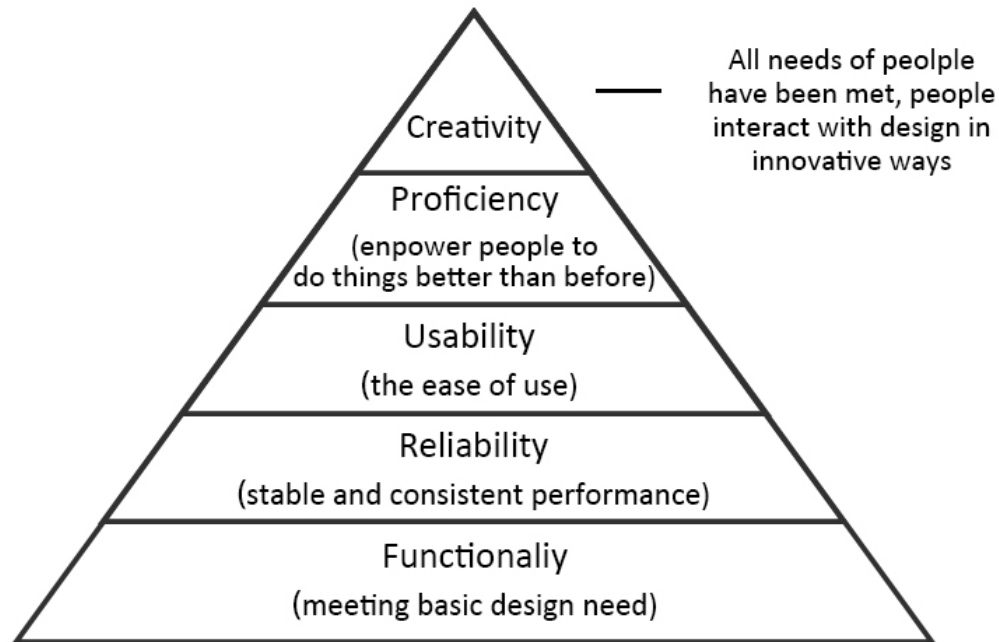 All needs of peolple
have been met, people
interact with design in
innovative ways
Creativity
Proficiency
(enpower people to
do things better than before)
Usability
(the ease of use)
Reliability
(stable and consistent performance)
Functionaliy
(meeting basic design need)